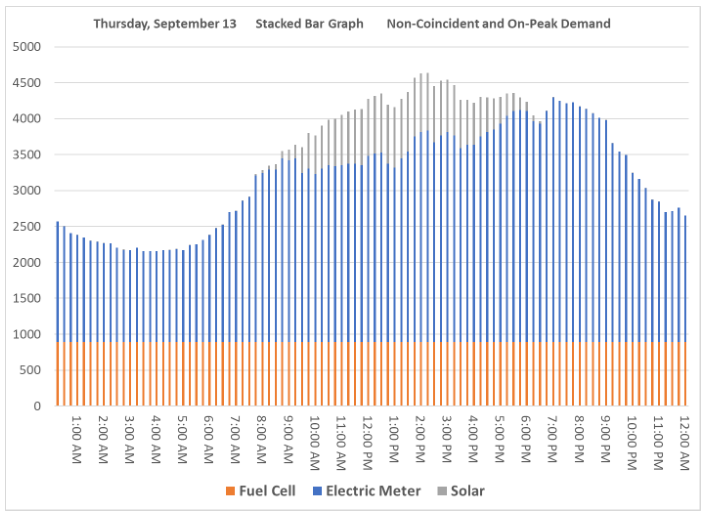 Thursday, September 13 Stacked Bar Graph Non-Coincident and On-Peak Demand
5000
4500
4000
3500
3000
2500
2000
1500
1000
500
0
1:00 AM
2:00 AM
3:00 AM
4:00 AM
5:00 AM
6:00 AM
7:00 AM
8:00 AM
9:00 AM
10:00 AM
11:00 AM
12:00 PM
1:00 PM
2:00 PM
3:00 PM
4:00 PM
5:00 PM
6:00 PM
7:00 PM
8:00 PM
9:00 PM
10:00 PM
11:00 PM
12:00 AM
Fuel Cell Electric Meter Solar